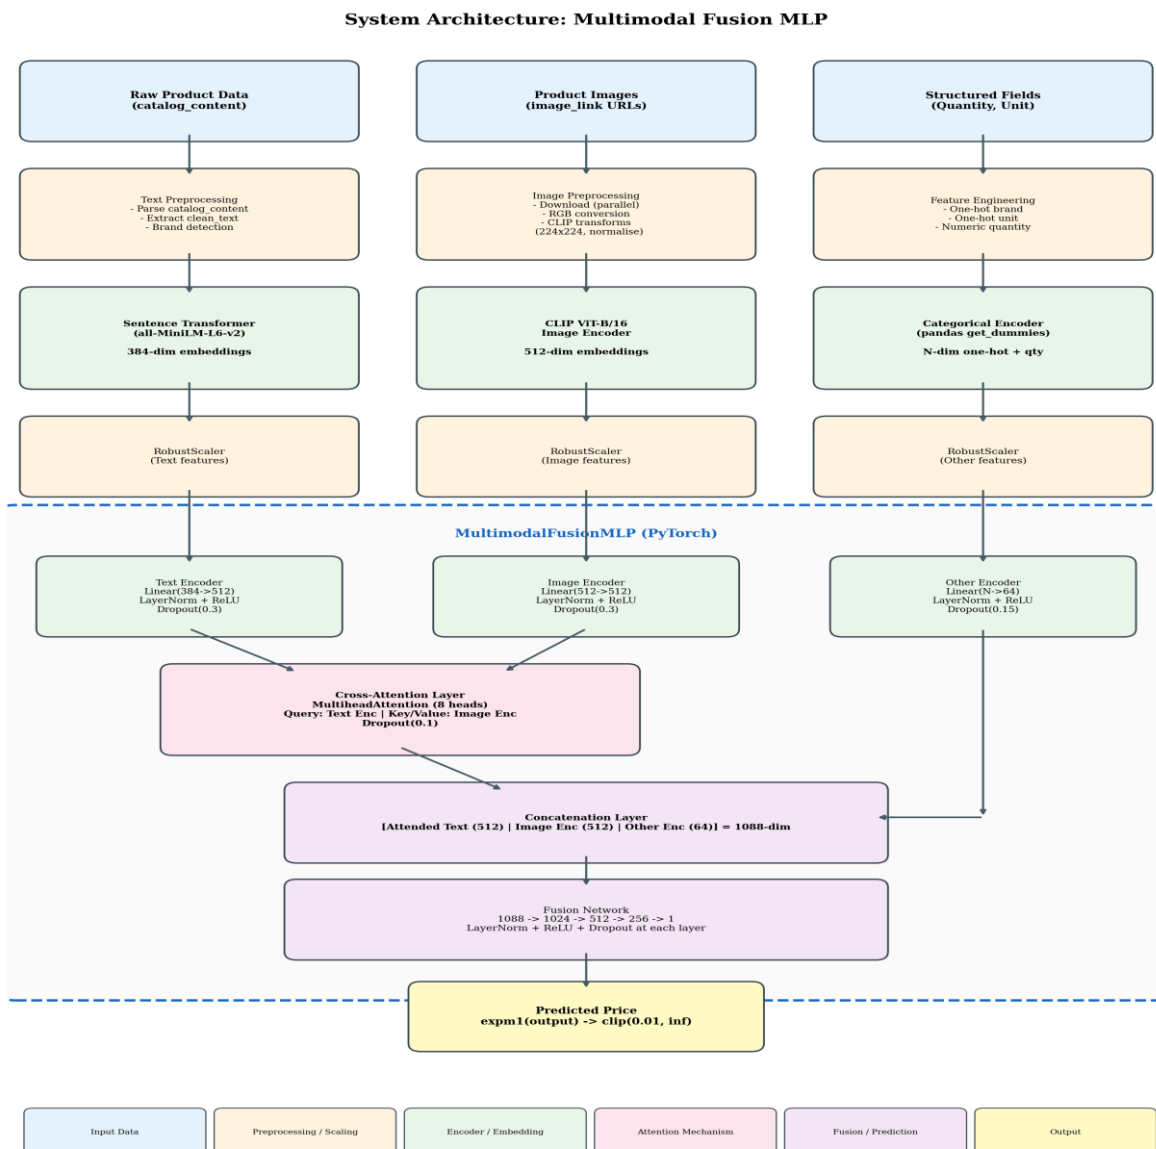 System Architecture: Multimodal Fusion MLP
Raw Product Data
(catalog_content)
Product Images
(image_link URLs)
Structured Fields
(Quantity, Unit)
Text Preprocessing
- Parse catalog_content
- Extract clean_text
- Brand detection
Image Preprocessing
- Download (parallel)
- RGB conversion
- CLIP transforms
(224x224, normalise)
Feature Engineering
- One-hot brand
- One-hot unit
- Numeric quantity
Sentence Transformer
(all-MiniLM-L6-v2)
384-dim embeddings
CLIP ViT-B/16
Image Encoder
512-dim embeddings
Categorical Encoder
(pandas get_dummies)
N-dim one-hot + qty
RobustScaler
(Text features)
RobustScaler
(Image features)
RobustScaler
(Other features)
MultimodalFusionMLP (PyTorch)
Text Encoder
Linear(384->512)
LayerNorm + ReLU
Dropout(0.3)
Image Encoder
Linear(512->512)
LayerNorm + ReLU
Dropout(0.3)
Other Encoder
Linear(N->64)
LayerNorm + ReLU
Dropout(0.15)
Cross-Attention Layer
MultiheadAttention (8 heads)
Query: Text Enc | Key/Value: Image Enc
Dropout(0.1)
Concatenation Layer
[Attended Text (512) | Image Enc (512) | Other Enc (64)] = 1088-dim
Fusion Network
1088 -> 1024 -> 512 -> 256 -> 1
LayerNorm + ReLU + Dropout at each layer
Predicted Price
expm1(output) -> clip(0.01, inf)
Input Data
Preprocessing / Scaling
Encoder / Embedding
Attention Mechanism
Fusion / Prediction
Output